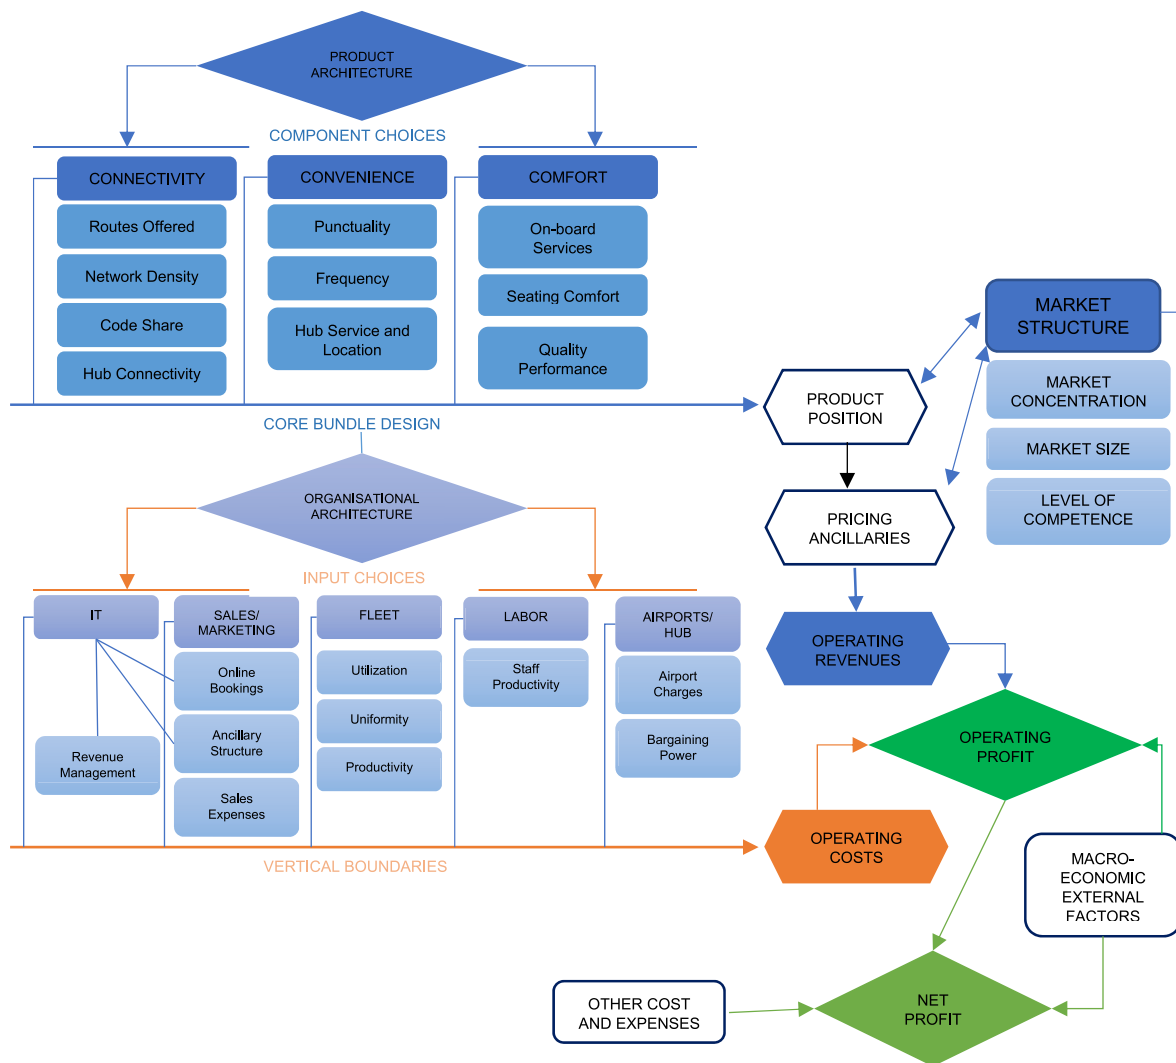 PRODUCT
ARCHITECTURE
COMPONENT CHOICES
CONNECTIVITY
Routes Offered
Network Density
Code Share
Hub Connectivity
CONVENIENCE
Punctuality
Frequency
Hub Service and
Location
COMFORT
On-board
Services
Seating Comfort
Quality
Performance
CORE BUNDLE DESIGN
MARKET
STRUCTURE
MARKET
CONCENTRATION
MARKET SIZE
LEVEL OF
COMPETENCE
PRODUCT
POSITION
PRICING
ANCILLARIES
ORGANISATIONAL
ARCHITECTURE
INPUT CHOICES
IT
Revenue
Management
SALES/
MARKETING
Online
Bookings
Ancillary
Structure
Sales
Expenses
FLEET
Utilization
Uniformity
Productivity
LABOR
Staff
Productivity
AIRPORTS/
HUB
Airport
Charges
Bargaining
Power
VERTICAL BOUNDARIES
OPERATING
REVENUES
OPERATING
PROFIT
OPERATING
COSTS
MACRO-
ECONOMIC
EXTERNAL
FACTORS
OTHER COST
AND EXPENSES
NET
PROFIT